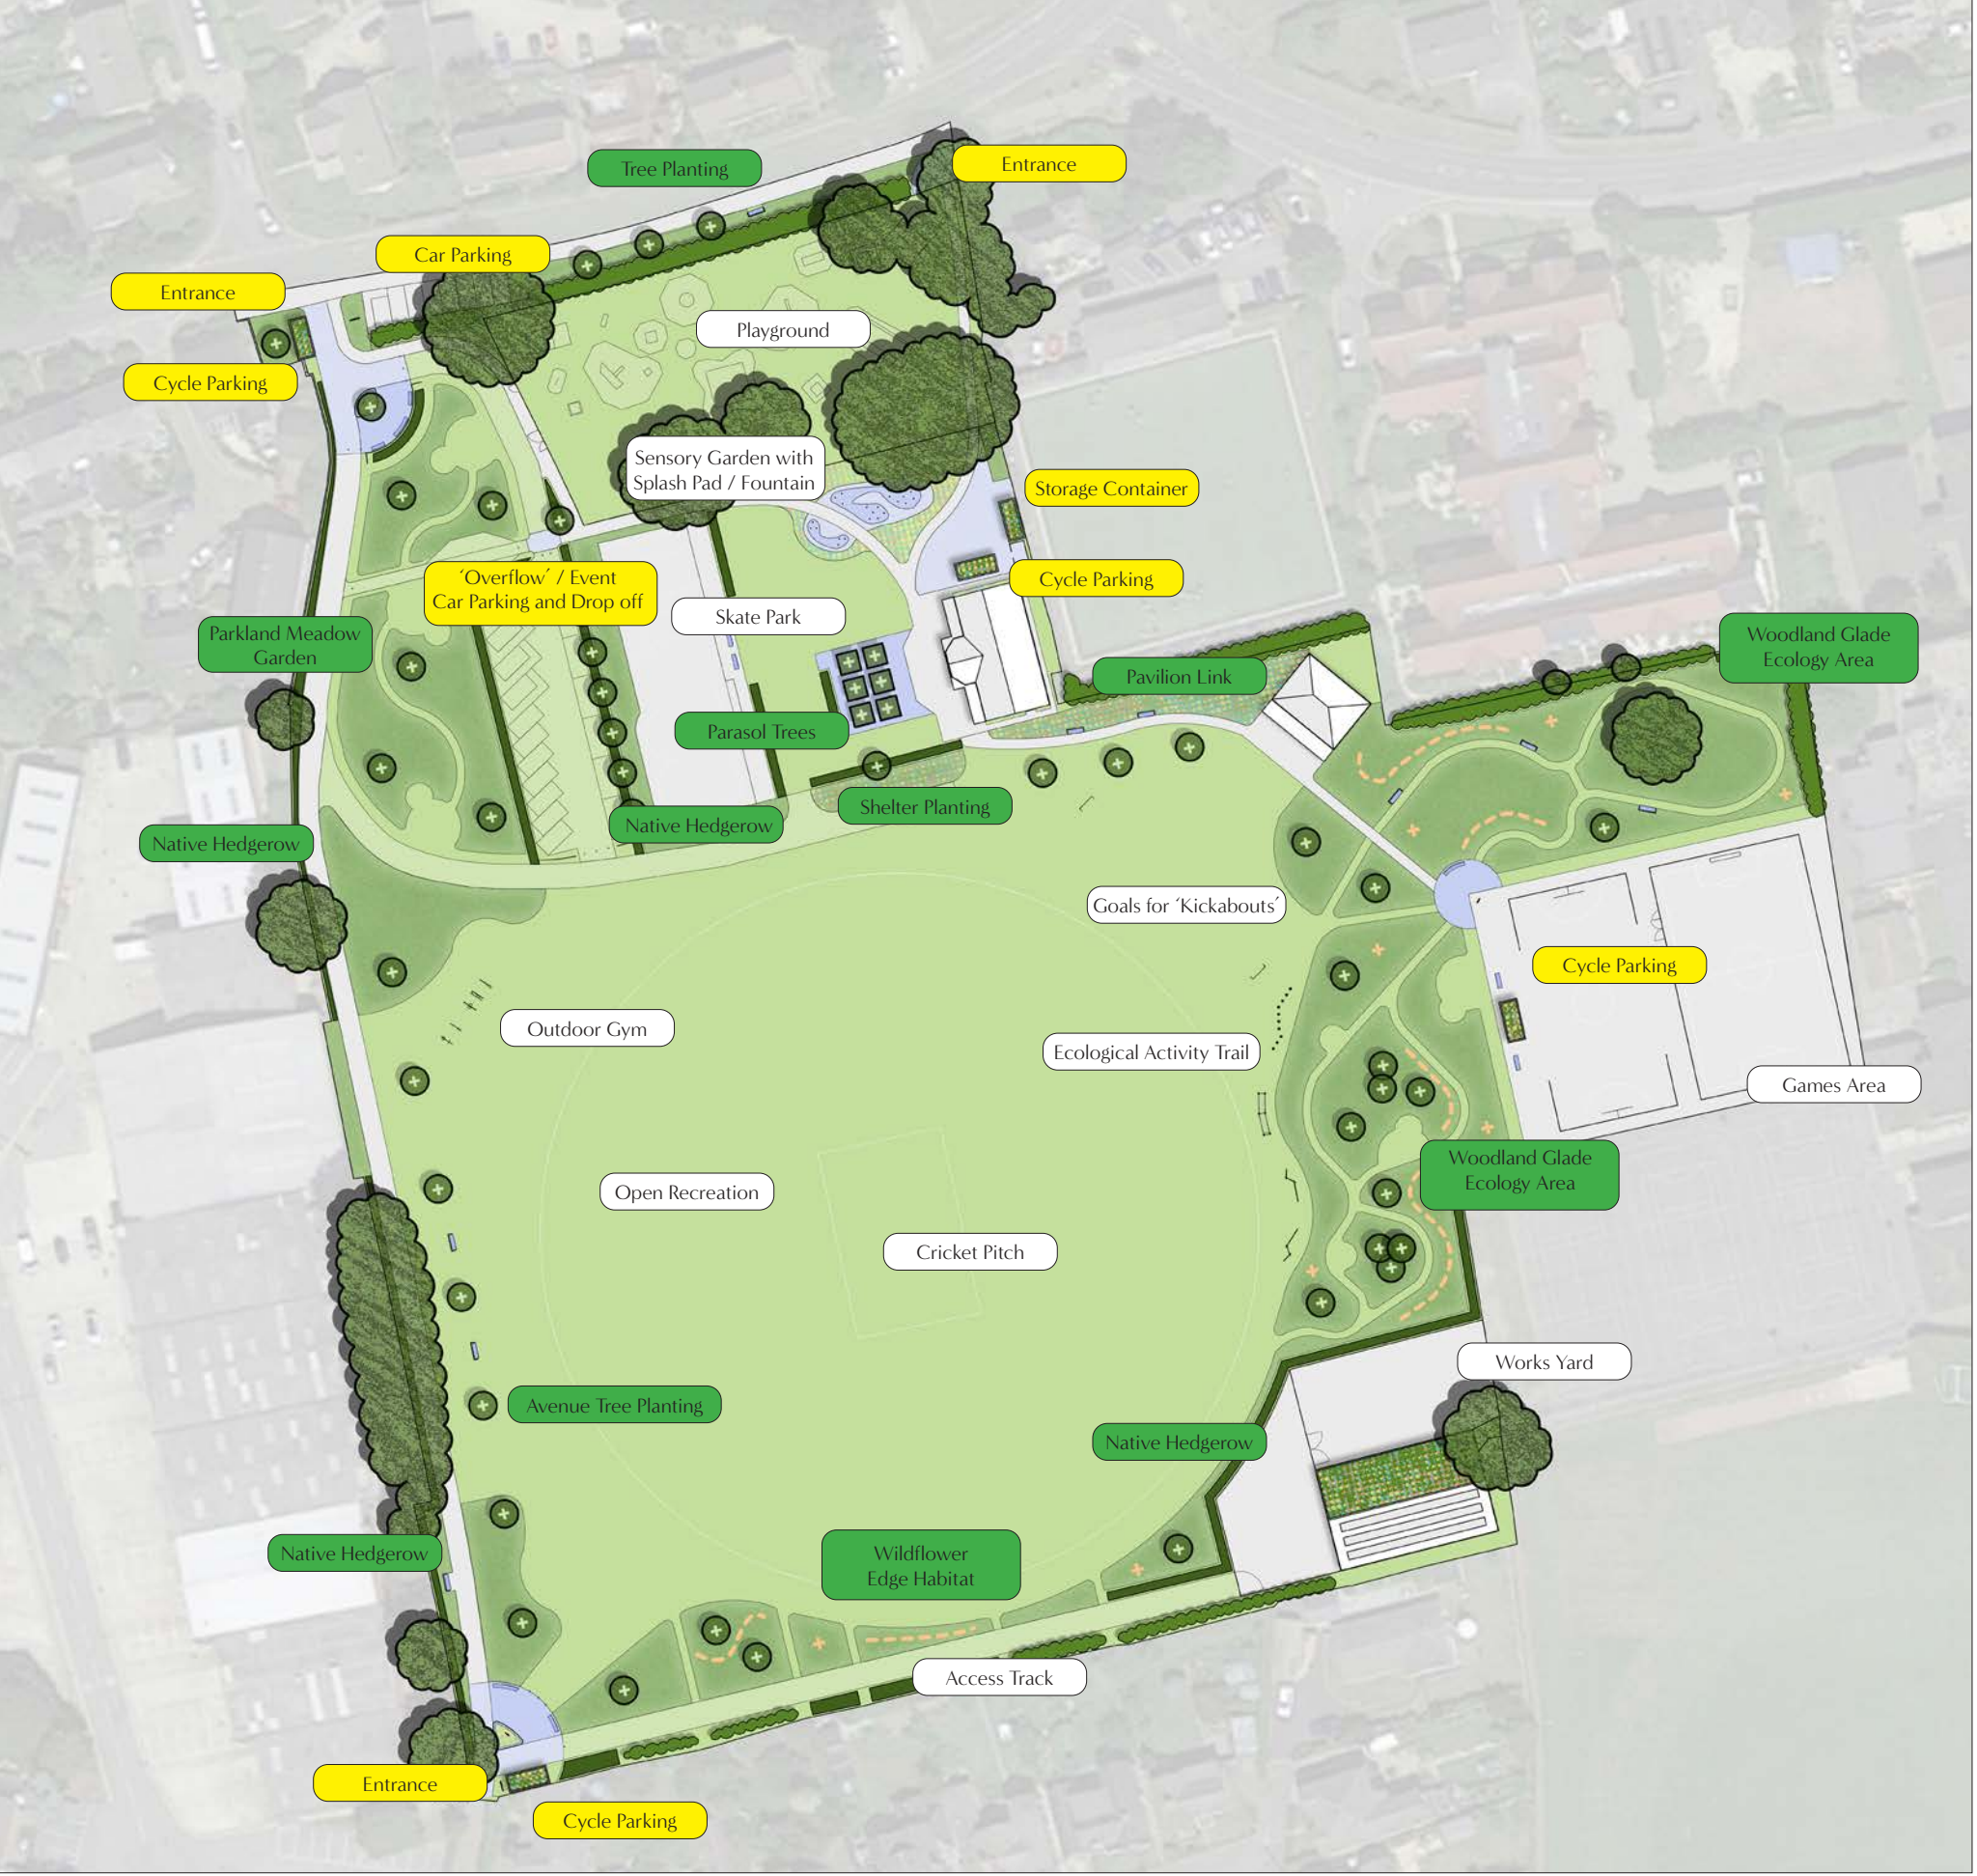 Tree Planting
Entrance
Car Parking
Entrance
Playground
Cycle Parking
Sensory Garden with
Splash Pad / Fountain
Storage Container
‘Overflow’ / Event
Car Parking and Drop off
Cycle Parking
Skate Park
Parkland Meadow
Garden
Woodland Glade
Ecology Area
Pavilion Link
Parasol Trees
Shelter Planting
Native Hedgerow
Native Hedgerow
Goals for ‘Kickabouts’
Cycle Parking
Outdoor Gym
Ecological Activity Trail
Games Area
Woodland Glade
Ecology Area
Open Recreation
Cricket Pitch
Works Yard
Avenue Tree Planting
Native Hedgerow
Native Hedgerow
Wildflower
Edge Habitat
Access Track
Entrance
Cycle Parking